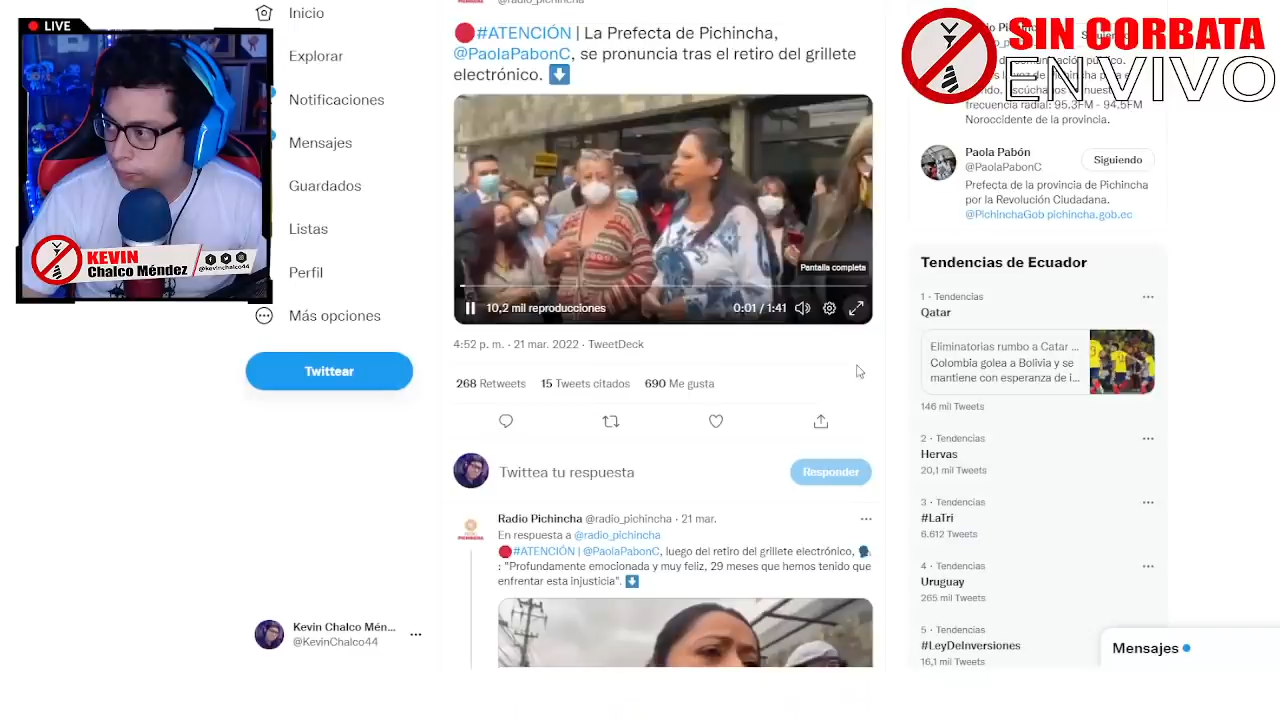 LIVE
KEVIN
Chalco Méndez
@kevinchalco44
SIN CORBATA
EN VIVO
Inicio
Explorar
Notificaciones
Mensajes
Guardados
Listas
Perfil
Más opciones
Twittear
Kevin Chalco Mén...
@KevinChalco44
@radio_pichincha
#ATENCIÓN | La Prefecta de Pichincha,
@PaolaPabonC, se pronuncia tras el retiro del grillete
electrónico.
Pantalla completa
10,2 mil reproducciones
0:01 / 1:41
4:52 p. m. · 21 mar. 2022 · TweetDeck
268 Retweets 15 Tweets citados 690 Me gusta
Twittea tu respuesta
Responder
Radio Pichincha @radio_pichincha · 21 mar.
En respuesta a @radio_pichincha
#ATENCIÓN | @PaolaPabonC, luego del retiro del grillete electrónico,
: "Profundamente emocionada y muy feliz, 29 meses que hemos tenido que
enfrentar esta injusticia".
frecuencia radial: 95.3FM - 94.5FM
Noroccidente de la provincia.
Paola Pabón
@PaolaPabonC
Siguiendo
Prefecta de la provincia de Pichincha
por la Revolución Ciudadana.
@PichinchaGob pichincha.gob.ec
Tendencias de Ecuador
1 · Tendencias
Qatar
Eliminatorias rumbo a Catar ...
Colombia golea a Bolivia y se
mantiene con esperanza de i...
146 mil Tweets
2 · Tendencias
Hervas
20,1 mil Tweets
3 · Tendencias
#LaTri
6.612 Tweets
4 · Tendencias
Uruguay
265 mil Tweets
5 · Tendencias
#LeyDeInversiones
16,1 mil Tweets
Mensajes